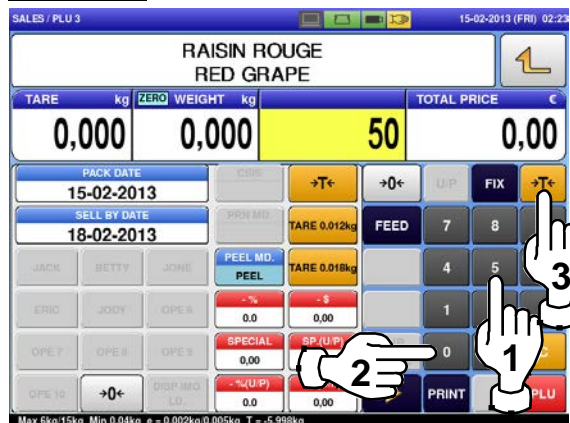 SALES / PLU 3 15-02-2013 (FRI) 02:23
RAISIN ROUGE
RED GRAPE
TARE kg ZERO WEIGHT kg TOTAL PRICE €
0,000 0,000 50 0,00
PACK DATE
15-02-2013
CSIS →T← →0← U/P FIX →T←
SELL BY DATE
18-02-2013
PRN MD. TARE 0.012kg FEED 7 8
JACK BETTY JONE PEEL MD. PEEL TARE 0.018kg 4 5
3
ERIC JODY OPE 6 - % 0.0 - $ 0,00 1
OPE 7 OPE 8 OPE 9 SPECIAL 0,00 SP.(U/P) 2 0 1 C
OPE 10 →0← DISP IMG - %(U/P) 0.0 0,00 PRINT PLU
Max 6kg/15kg Min 0.04kg e = 0.002kg/0.005kg T = -5.998kg